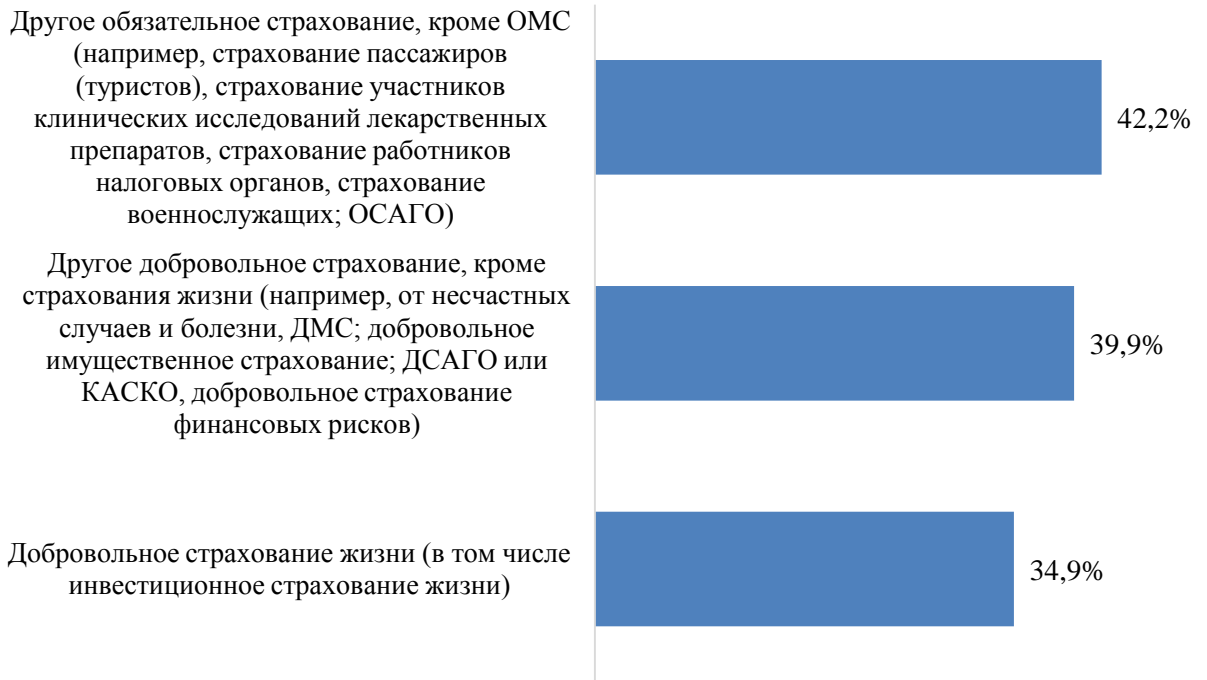 Другое обязательное страхование, кроме ОМС
(например, страхование пассажиров
(туристов), страхование участников
клинических исследований лекарственных
препаратов, страхование работников
налоговых органов, страхование
военнослужащих; ОСАГО)
42,2%
Другое добровольное страхование, кроме
страхования жизни (например, от несчастных
случаев и болезни, ДМС; добровольное
имущественное страхование; ДСАГО или
КАСКО, добровольное страхование
финансовых рисков)
39,9%
Добровольное страхование жизни (в том числе
инвестиционное страхование жизни)
34,9%